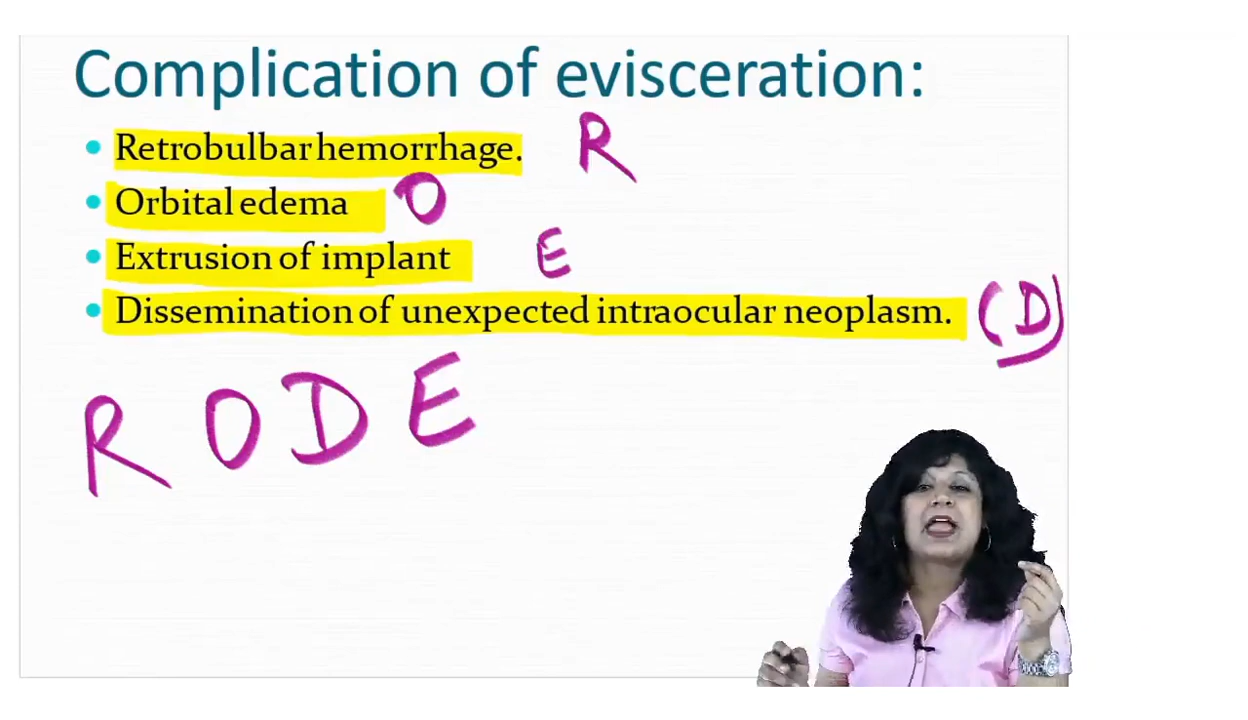 Complication of evisceration:
• Retrobulbar hemorrhage. R
• Orbital edema O
• Extrusion of implant E
• Dissemination of unexpected intraocular neoplasm. (D)
R O D E